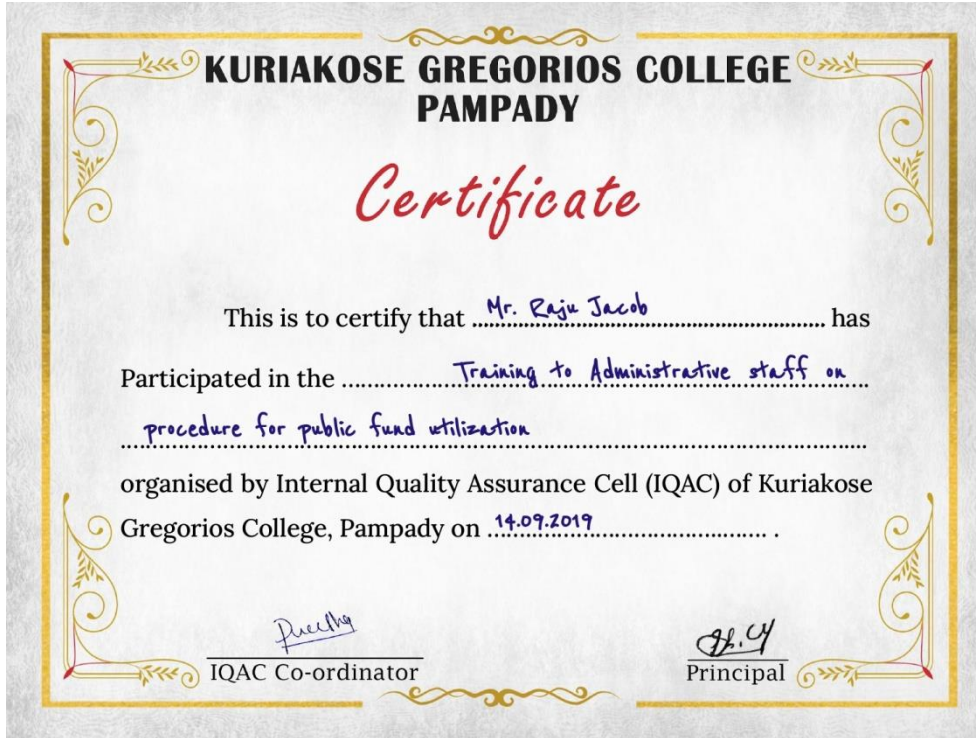 KURIAKOSE GREGORIOS COLLEGE
PAMPADY
Certificate
This is to certify that Mr. Raju Jacob has
Participated in the Training to Administrative staff on
procedure for public fund utilization
organised by Internal Quality Assurance Cell (IQAC) of Kuriakose
Gregorios College, Pampady on 14.09.2019 .
IQAC Co-ordinator Principal